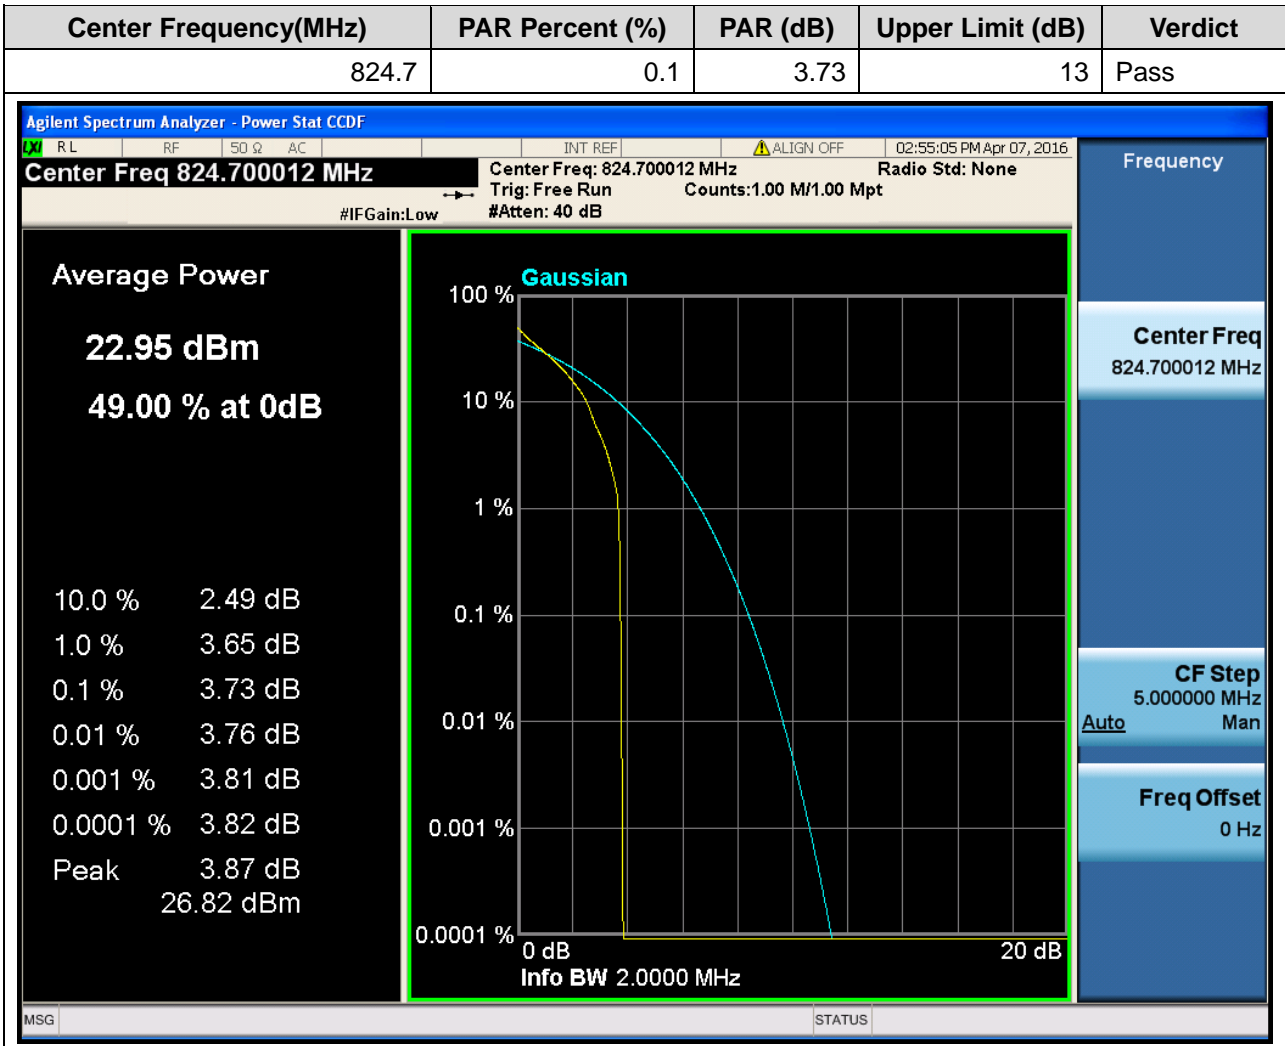 Center Frequency(MHz) PAR Percent (%) PAR (dB) Upper Limit (dB) Verdict
824.7 0.1 3.73 13 Pass
Agilent Spectrum Analyzer - Power Stat CCDF
LXI RL RF 50 Ω AC INT REF ALIGN OFF 02:55:05 PM Apr 07, 2016
Center Freq 824.700012 MHz
Center Freq: 824.700012 MHz Radio Std: None
Trig: Free Run Counts:1.00 M/1.00 Mpt
#IFGain:Low #Atten: 40 dB
Average Power
22.95 dBm
49.00 % at 0dB
10.0 % 2.49 dB
1.0 % 3.65 dB
0.1 % 3.73 dB
0.01 % 3.76 dB
0.001 % 3.81 dB
0.0001 % 3.82 dB
Peak 3.87 dB
26.82 dBm
Gaussian
100 %
10 %
1 %
0.1 %
0.01 %
0.001 %
0.0001 %
0 dB 20 dB
Info BW 2.0000 MHz
Frequency
Center Freq
824.700012 MHz
CF Step
5.000000 MHz
Auto Man
Freq Offset
0 Hz
MSG STATUS